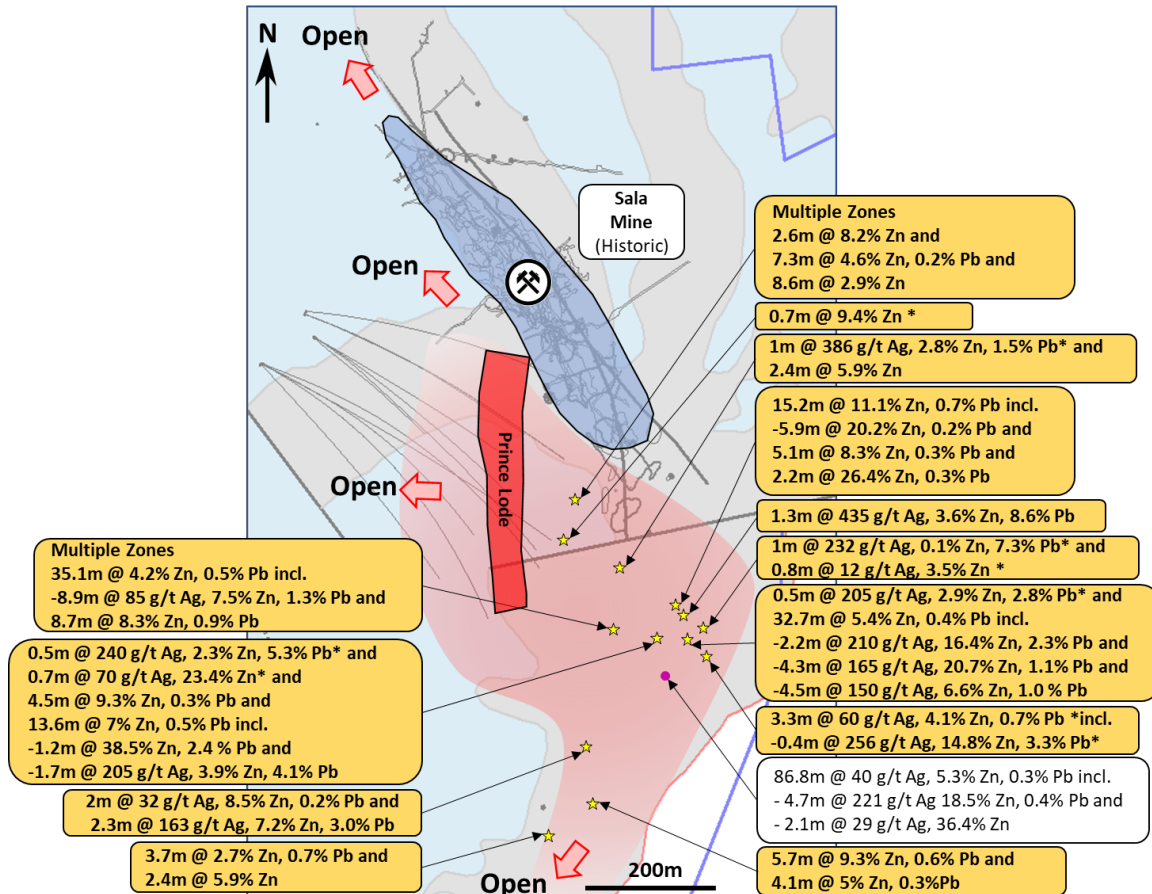 N
Open
Sala
Mine
(Historic)
Open
Prince Lode
Open
Multiple Zones
2.6m @ 8.2% Zn and
7.3m @ 4.6% Zn, 0.2% Pb and
8.6m @ 2.9% Zn
0.7m @ 9.4% Zn *
1m @ 386 g/t Ag, 2.8% Zn, 1.5% Pb* and
2.4m @ 5.9% Zn
15.2m @ 11.1% Zn, 0.7% Pb incl.
-5.9m @ 20.2% Zn, 0.2% Pb and
5.1m @ 8.3% Zn, 0.3% Pb and
2.2m @ 26.4% Zn, 0.3% Pb
1.3m @ 435 g/t Ag, 3.6% Zn, 8.6% Pb
1m @ 232 g/t Ag, 0.1% Zn, 7.3% Pb* and
0.8m @ 12 g/t Ag, 3.5% Zn *
0.5m @ 205 g/t Ag, 2.9% Zn, 2.8% Pb* and
32.7m @ 5.4% Zn, 0.4% Pb incl.
-2.2m @ 210 g/t Ag, 16.4% Zn, 2.3% Pb and
-4.3m @ 165 g/t Ag, 20.7% Zn, 1.1% Pb and
-4.5m @ 150 g/t Ag, 6.6% Zn, 1.0 % Pb
3.3m @ 60 g/t Ag, 4.1% Zn, 0.7% Pb *incl.
-0.4m @ 256 g/t Ag, 14.8% Zn, 3.3% Pb*
86.8m @ 40 g/t Ag, 5.3% Zn, 0.3% Pb incl.
- 4.7m @ 221 g/t Ag 18.5% Zn, 0.4% Pb and
- 2.1m @ 29 g/t Ag, 36.4% Zn
5.7m @ 9.3% Zn, 0.6% Pb and
4.1m @ 5% Zn, 0.3%Pb
Multiple Zones
35.1m @ 4.2% Zn, 0.5% Pb incl.
-8.9m @ 85 g/t Ag, 7.5% Zn, 1.3% Pb and
8.7m @ 8.3% Zn, 0.9% Pb
0.5m @ 240 g/t Ag, 2.3% Zn, 5.3% Pb* and
0.7m @ 70 g/t Ag, 23.4% Zn* and
4.5m @ 9.3% Zn, 0.3% Pb and
13.6m @ 7% Zn, 0.5% Pb incl.
-1.2m @ 38.5% Zn, 2.4 % Pb and
-1.7m @ 205 g/t Ag, 3.9% Zn, 4.1% Pb
2m @ 32 g/t Ag, 8.5% Zn, 0.2% Pb and
2.3m @ 163 g/t Ag, 7.2% Zn, 3.0% Pb
3.7m @ 2.7% Zn, 0.7% Pb and
2.4m @ 5.9% Zn
Open
200m